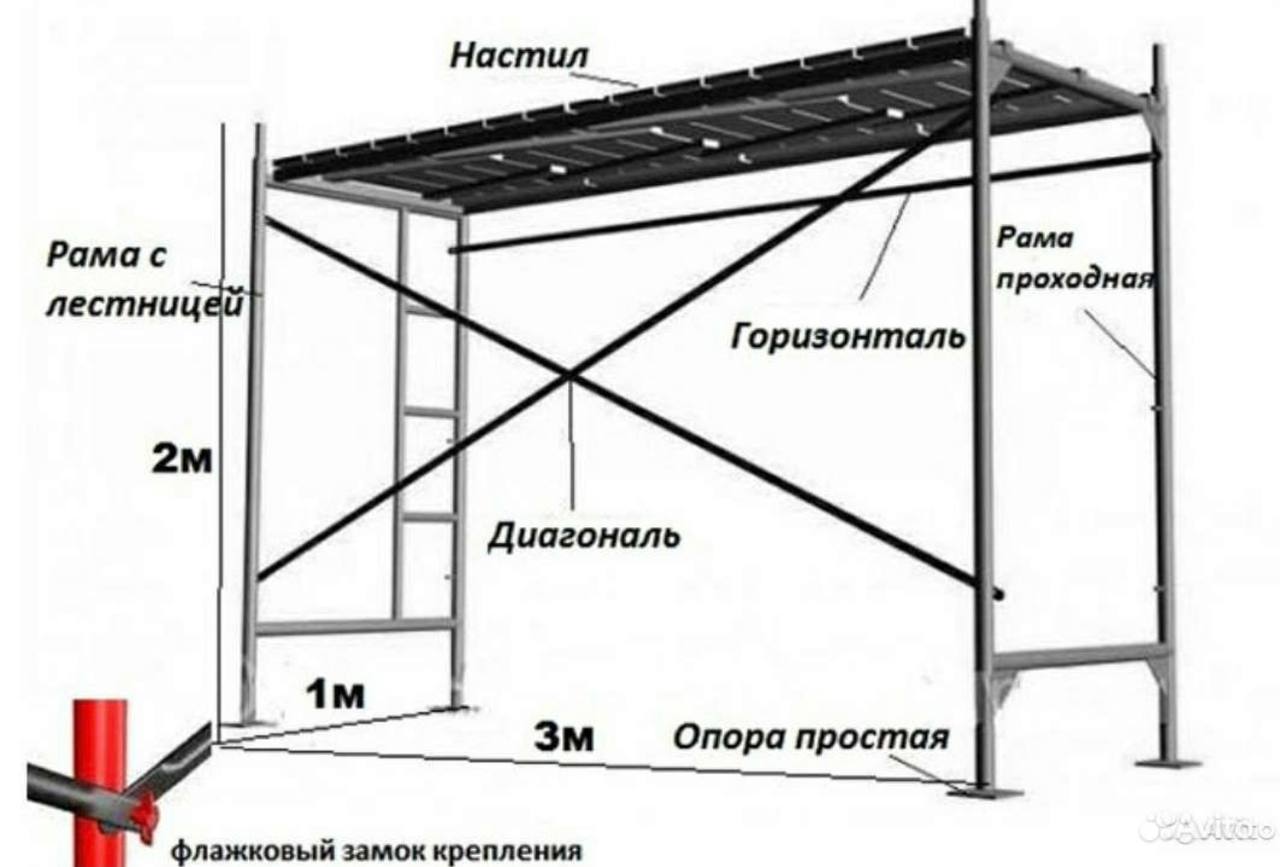 Настил
Рама с
лестницей
Рама
проходная
Горизонталь
2м
Диагональ
1м
3м
Опора простая
флажковый замок крепления
Avito